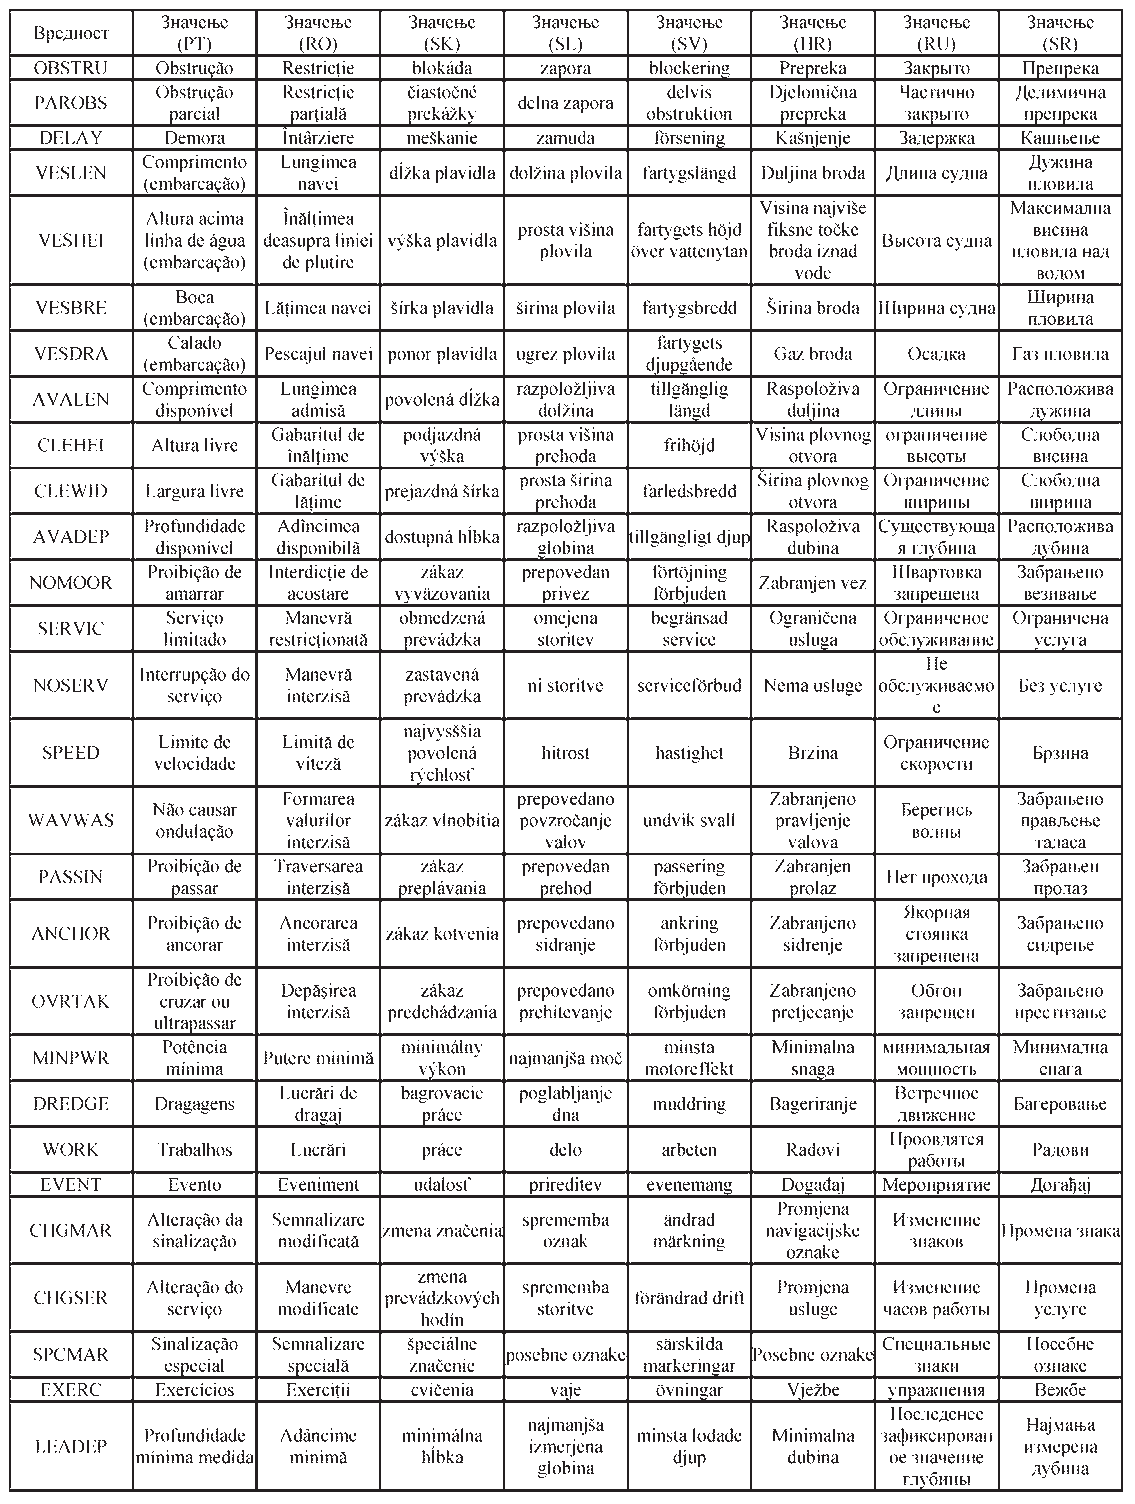 Вредност | Значење (PT) | Значење (RO) | Значење (SK) | Значење (SL) | Значење (SV) | Значење (HR) | Значење (RU) | Значење (SR)
OBSTRU | Obstrução | Restricție | blokáda | zapora | blockering | Prepreka | Закрыто | Препрека
PAROBS | Obstrução parcial | Restricție parțială | čiastočné prekážky | delna zapora | delvis obstruktion | Djelomična prepreka | Частично закрыто | Делимична препрека
DELAY | Demora | Întârziere | meškanie | zamuda | försening | Kašnjenje | Задержка | Кашњење
VESLEN | Comprimento (embarcação) | Lungimea navei | dĺžka plavidla | dolžina plovila | fartygslängd | Duljina broda | Длина судна | Дужина пловила
VESHEI | Altura acima linha de água (embarcação) | Înălțimea deasupra liniei de plutire | výška plavidla | prosta višina plovila | fartygets höjd över vattenytan | Visina najviše fiksne točke broda iznad vode | Высота судна | Максимална висина пловила над водом
VESBRE | Boca (embarcação) | Lățimea navei | šírka plavidla | širina plovila | fartygsbredd | Širina broda | Ширина судна | Ширина пловила
VESDRA | Calado (embarcação) | Pescajul navei | ponor plavidla | ugrez plovila | fartygets djupgående | Gaz broda | Осадка | Газ пловила
AVALEN | Comprimento disponível | Lungimea admisă | povolená dĺžka | razpoložljiva dolžina | tillgänglig längd | Raspoloživa duljina | Ограничение длины | Расположива дужина
CLEHEI | Altura livre | Gabaritul de înălțime | podjazdná výška | prosta višina prehoda | frihöjd | Visina plovnog otvora | ограничение высоты | Слободна висина
CLEWID | Largura livre | Gabaritul de lățime | prejazdná šírka | prosta širina prehoda | farledsbredd | Širina plovnog otvora | Ограничение ширины | Слободна ширина
AVADEP | Profundidade disponível | Adîncimea disponibilă | dostupná hĺbka | razpoložljiva globina | tillgängligt djup | Raspoloživa dubina | Существующа я глубина | Расположива дубина
NOMOOR | Proibição de amarrar | Interdicție de acostare | zákaz vyväzovania | prepovedan privez | förtöjning förbjuden | Zabranjen vez | Швартовка запрещена | Забрањено везивање
SERVIC | Serviço limitado | Manevră restricționată | obmedzená prevádzka | omejena storitev | begränsad service | Ograničena usluga | Ограниченое обслуживание | Ограничена услуга
NOSERV | Interrupção do serviço | Manevră interzisă | zastavená prevádzka | ni storitve | serviceförbud | Nema usluge | Не обслуживаемо е | Без услуге
SPEED | Limite de velocidade | Limită de viteză | najvysššia povolená rýchlosť | hitrost | hastighet | Brzina | Ограничение скорости | Брзина
WAVWAS | Não causar ondulação | Formarea valurilor interzisă | zákaz vlnobitia | prepovedano povzročanje valov | undvik svall | Zabranjeno pravljenje valova | Берегись волны | Забрањено прављење таласа
PASSIN | Proibição de passar | Traversarea interzisă | zákaz preplávania | prepovedan prehod | passering förbjuden | Zabranjen prolaz | Нет прохода | Забрањен пролаз
ANCHOR | Proibição de ancorar | Ancorarea interzisă | zákaz kotvenia | prepovedano sidranje | ankring förbjuden | Zabranjeno sidrenje | Якорная стоянка запрещена | Забрањено сидрење
OVRTAK | Proibição de cruzar ou ultrapassar | Depășirea interzisă | zákaz predchádzania | prepovedano prehitevanje | omkörning förbjuden | Zabranjeno pretjecanje | Обгон запрещен | Забрањено престизање
MINPWR | Potência mínima | Putere minimă | minimálny výkon | najmanjša moč | minsta motoreffekt | Minimalna snaga | минимальная мощность | Минимална снага
DREDGE | Dragagens | Lucrări de dragaj | bagrovacie práce | poglabljanje dna | muddring | Bageriranje | Встречное движение | Багеровање
WORK | Trabalhos | Lucrări | práce | delo | arbeten | Radovi | Проовдятся работы | Радови
EVENT | Evento | Eveniment | udalosť | prireditev | evenemang | Događaj | Мероприятие | Догађај
CHGMAR | Alteração da sinalização | Semnalizare modificată | zmena značenia | sprememba oznak | ändrad märkning | Promjena navigacijske oznake | Изменение знаков | Промена знака
CHGSER | Alteração do serviço | Manevre modificate | zmena prevádzkových hodín | sprememba storitve | förändrad drift | Promjena usluge | Изменение часов работы | Промена услуге
SPCMAR | Sinalização especial | Semnalizare specială | špeciálne značenie | posebne oznake | särskilda markeringar | Posebne oznake | Специальные знаки | Посебне ознаке
EXERC | Exercícios | Exerciții | cvičenia | vaje | övningar | Vježbe | упражнения | Вежбе
LEADEP | Profundidade mínima medida | Adâncime minimă | minimálna hĺbka | najmanjša izmerjena globina | minsta lodade djup | Minimalna dubina | Последенее зафиксирован ое значение глубины | Најмања измерена дубина